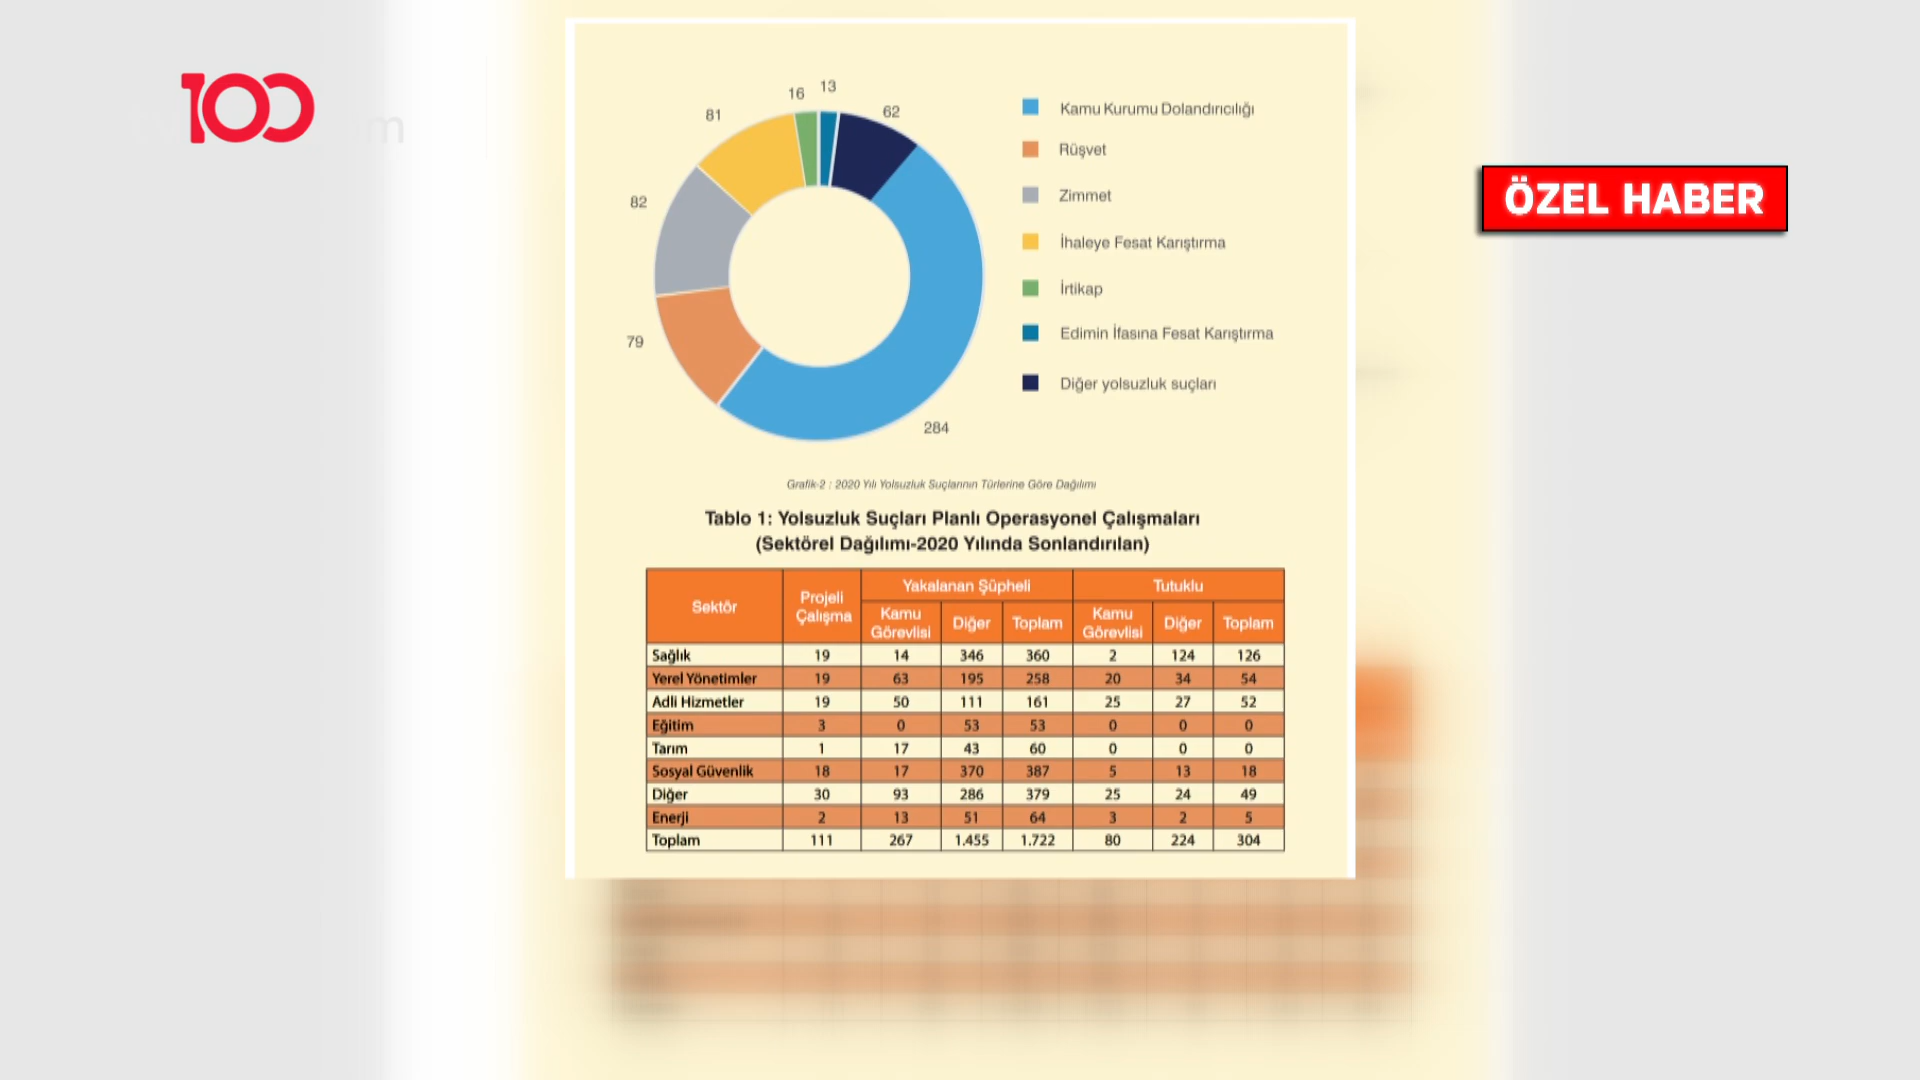 100
m
ÖZEL HABER
13
16
62
81
82
79
284
Kamu Kurumu Dolandırıcılığı
Rüşvet
Zimmet
İhaleye Fesat Karıştırma
İrtikap
Edimin İfasına Fesat Karıştırma
Diğer yolsuzluk suçları
Grafik-2 : 2020 Yılı Yolsuzluk Suçlarının Türlerine Göre Dağılımı
Tablo 1: Yolsuzluk Suçları Planlı Operasyonel Çalışmaları
(Sektörel Dağılımı-2020 Yılında Sonlandırılan)
Sektör Projeli Çalışma Yakalanan Şüpheli Tutuklu
Kamu Görevlisi Diğer Toplam Kamu Görevlisi Diğer Toplam
Sağlık 19 14 346 360 2 124 126
Yerel Yönetimler 19 63 195 258 20 34 54
Adli Hizmetler 19 50 111 161 25 27 52
Eğitim 3 0 53 53 0 0 0
Tarım 1 17 43 60 0 0 0
Sosyal Güvenlik 18 17 370 387 5 13 18
Diğer 30 93 286 379 25 24 49
Enerji 2 13 51 64 3 2 5
Toplam 111 267 1.455 1.722 80 224 304